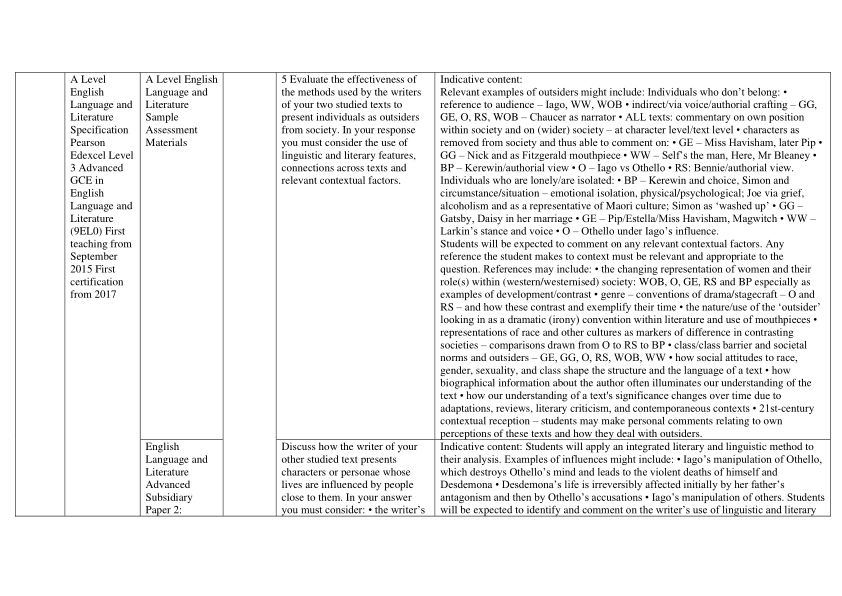 A Level
English
Language and
Literature
Specification
Pearson
Edexcel Level
3 Advanced
GCE in
English
Language and
Literature
(9EL0) First
teaching from
September
2015 First
certification
from 2017
A Level English
Language and
Literature
Sample
Assessment
Materials
5 Evaluate the effectiveness of
the methods used by the writers
of your two studied texts to
present individuals as outsiders
from society. In your response
you must consider the use of
linguistic and literary features,
connections across texts and
relevant contextual factors.
Indicative content:
Relevant examples of outsiders might include: Individuals who don’t belong: •
reference to audience – Iago, WW, WOB • indirect/via voice/authorial crafting – GG,
GE, O, RS, WOB – Chaucer as narrator • ALL texts: commentary on own position
within society and on (wider) society – at character level/text level • characters as
removed from society and thus able to comment on: • GE – Miss Havisham, later Pip •
GG – Nick and as Fitzgerald mouthpiece • WW – Self’s the man, Here, Mr Bleaney •
BP – Kerewin/authorial view • O – Iago vs Othello • RS: Bennie/authorial view.
Individuals who are lonely/are isolated: • BP – Kerewin and choice, Simon and
circumstance/situation – emotional isolation, physical/psychological; Joe via grief,
alcoholism and as a representative of Maori culture; Simon as ‘washed up’ • GG –
Gatsby, Daisy in her marriage • GE – Pip/Estella/Miss Havisham, Magwitch • WW –
Larkin’s stance and voice • O – Othello under Iago’s influence.
Students will be expected to comment on any relevant contextual factors. Any
reference the student makes to context must be relevant and appropriate to the
question. References may include: • the changing representation of women and their
role(s) within (western/westernised) society: WOB, O, GE, RS and BP especially as
examples of development/contrast • genre – conventions of drama/stagecraft – O and
RS – and how these contrast and exemplify their time • the nature/use of the ‘outsider’
looking in as a dramatic (irony) convention within literature and use of mouthpieces •
representations of race and other cultures as markers of difference in contrasting
societies – comparisons drawn from O to RS to BP • class/class barrier and societal
norms and outsiders – GE, GG, O, RS, WOB, WW • how social attitudes to race,
gender, sexuality, and class shape the structure and the language of a text • how
biographical information about the author often illuminates our understanding of the
text • how our understanding of a text's significance changes over time due to
adaptations, reviews, literary criticism, and contemporaneous contexts • 21st-century
contextual reception – students may make personal comments relating to own
perceptions of these texts and how they deal with outsiders.
English
Language and
Literature
Advanced
Subsidiary
Paper 2:
Discuss how the writer of your
other studied text presents
characters or personae whose
lives are influenced by people
close to them. In your answer
you must consider: • the writer’s
Indicative content: Students will apply an integrated literary and linguistic method to
their analysis. Examples of influences might include: • Iago’s manipulation of Othello,
which destroys Othello’s mind and leads to the violent deaths of himself and
Desdemona • Desdemona’s life is irreversibly affected initially by her father’s
antagonism and then by Othello’s accusations • Iago’s manipulation of others. Students
will be expected to identify and comment on the writer’s use of linguistic and literary